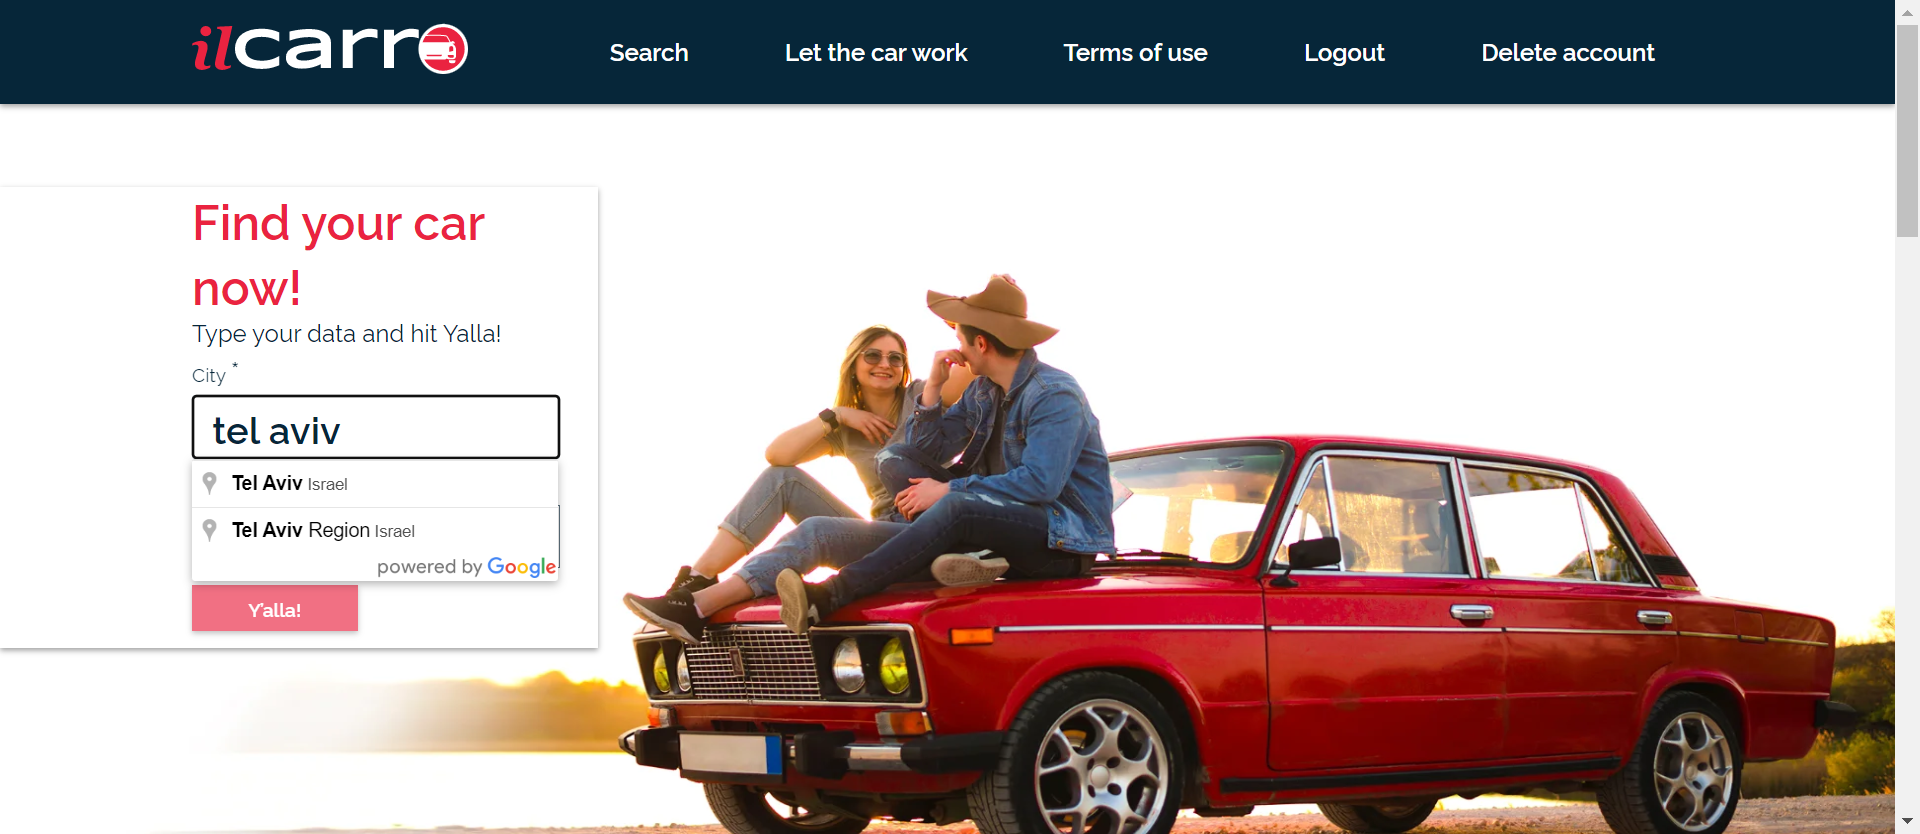 ilcarro
Search
Let the car work
Terms of use
Logout
Delete account
Find your car
now!
Type your data and hit Yalla!
City *
tel aviv
Tel Aviv Israel
Tel Aviv Region Israel
powered by Google
Y'alla!